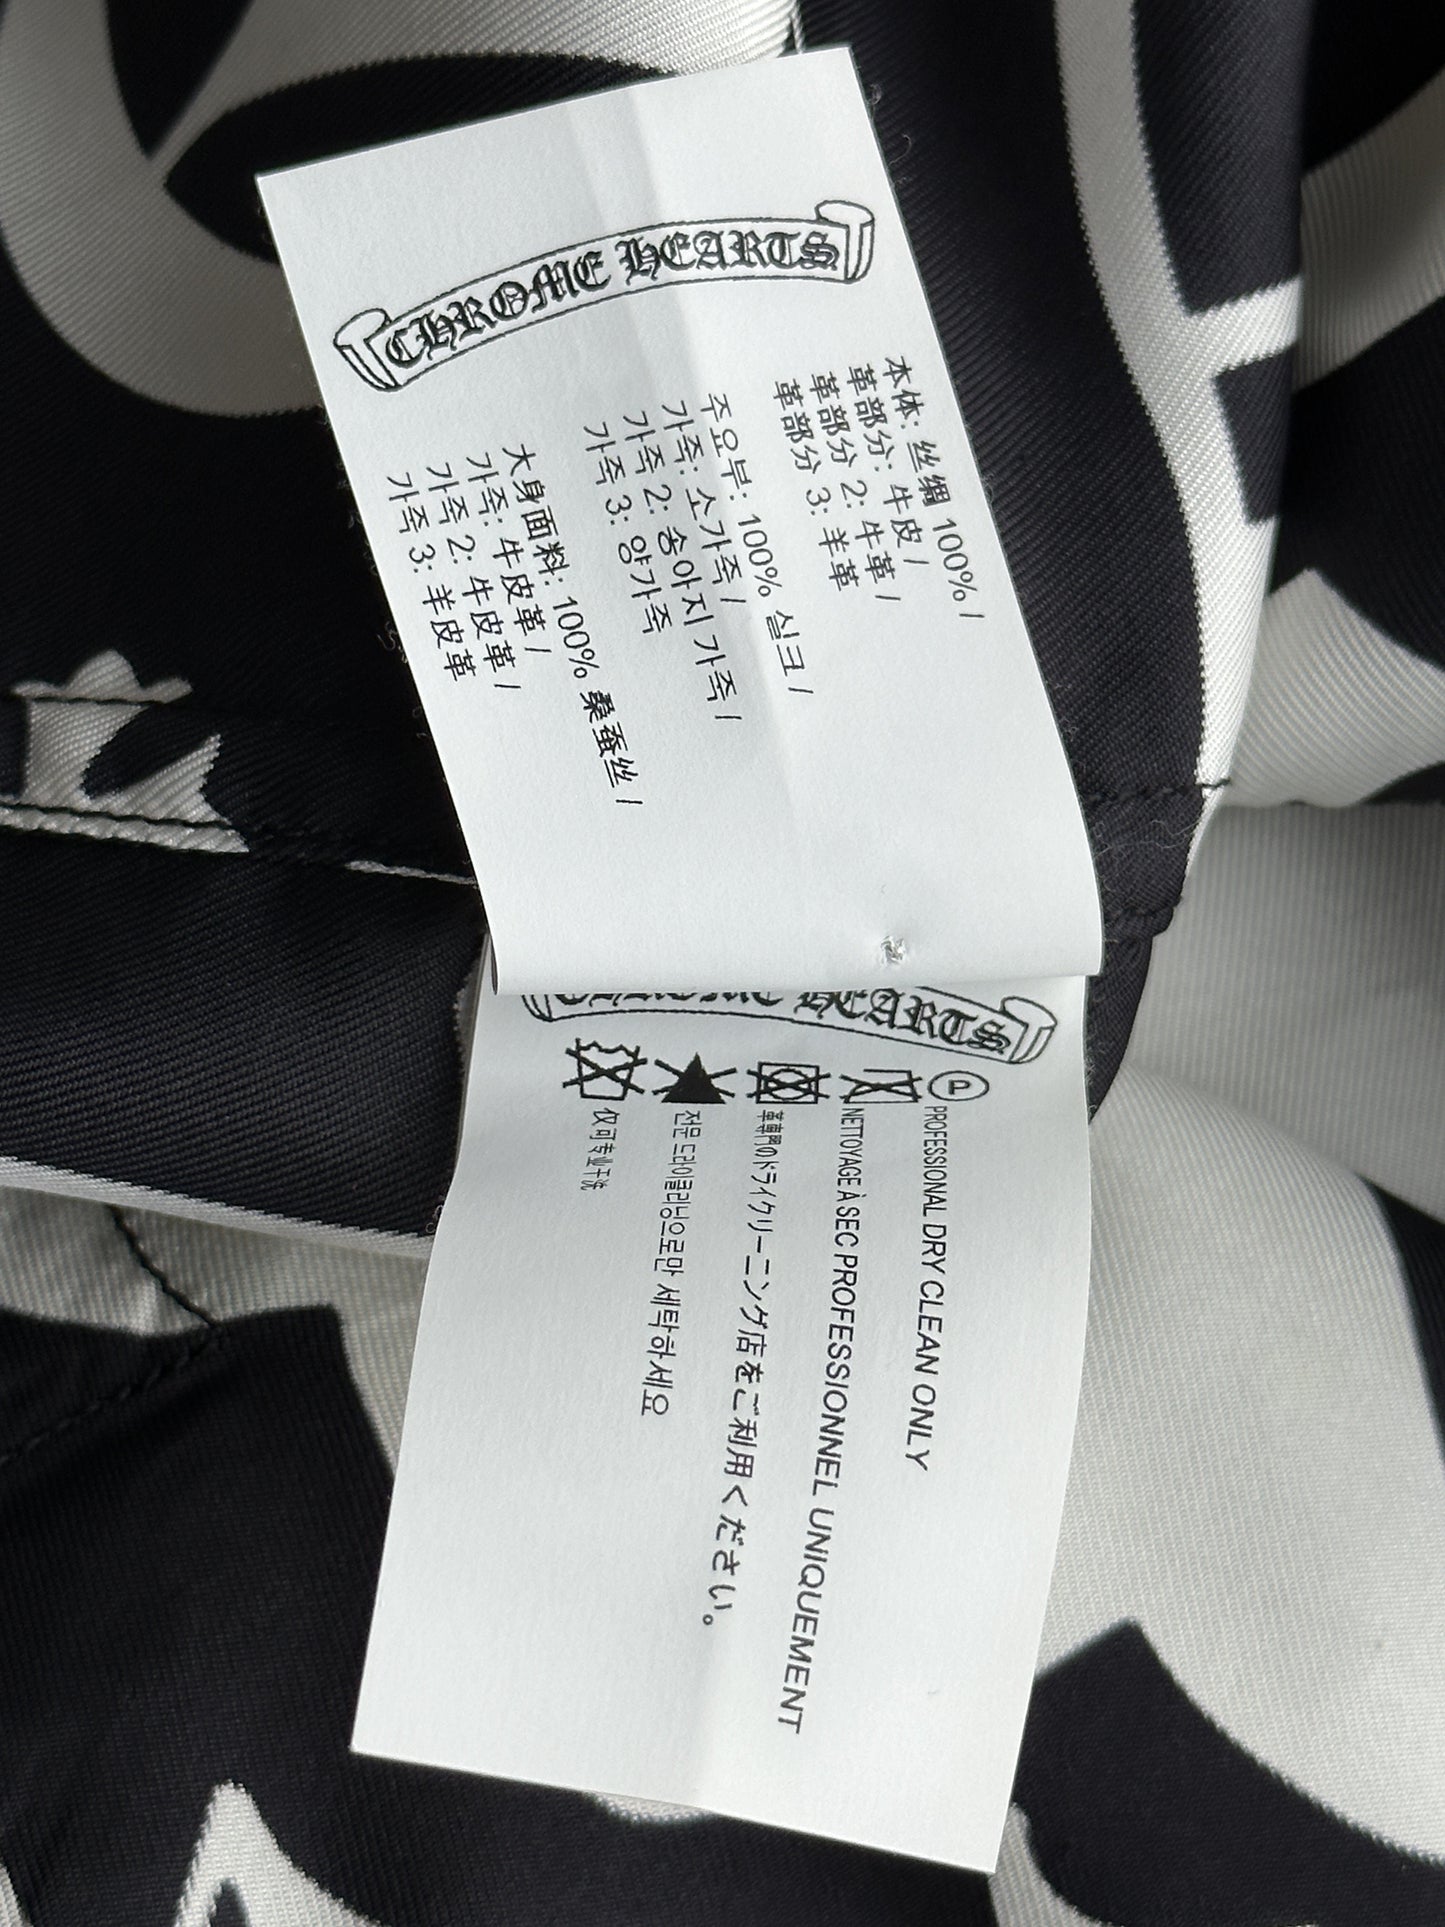 CHROME HEARTS
本体: 丝绸 100% /
革部分: 牛皮 /
革部分 2: 牛革 /
革部分 3: 羊革
주요부: 100% 실크 /
가죽: 소가죽 /
가죽 2: 송아지 가죽 /
가죽 3: 양가죽
大身面料: 100% 桑蚕丝 /
가죽: 牛皮革 /
가죽 2: 牛皮革 /
가죽 3: 羊皮革
CHROME HEARTS
P
PROFESSIONAL DRY CLEAN ONLY
NETTOYAGE À SEC PROFESSIONNEL UNIQUEMENT
革専門のドライクリーニング店をご利用ください。
전문 드라이클리닝으로만 세탁하세요
仅可专业干洗